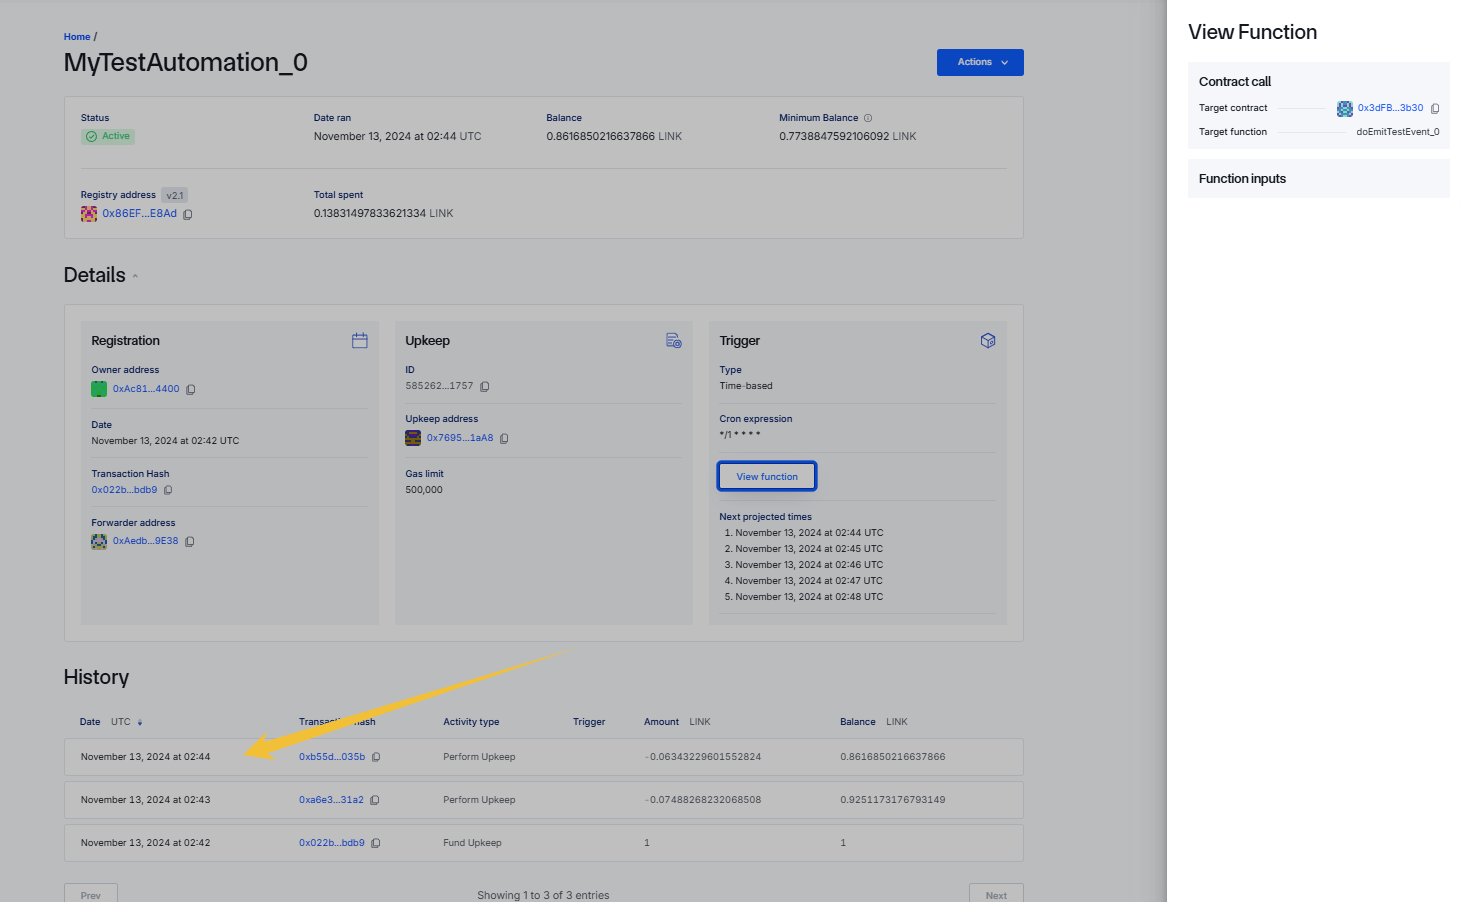 Home /
MyTestAutomation_0
Actions
Status
Date ran
Balance
Minimum Balance
Active
November 13, 2024 at 02:44 UTC
0.8616850216637866 LINK
0.7738847592106092 LINK
Registry address v2.1
Total spent
0x86EF...E8Ad
0.13831497833621334 LINK
Details
Registration
Owner address
0xAc81...4400
Date
November 13, 2024 at 02:42 UTC
Transaction Hash
0x022b...bdb9
Forwarder address
0xAedb...9E38
Upkeep
ID
585262...1757
Upkeep address
0x7695...1aA8
Gas limit
500,000
Trigger
Type
Time-based
Cron expression
*/1 * * * *
View function
Next projected times
1. November 13, 2024 at 02:44 UTC
2. November 13, 2024 at 02:45 UTC
3. November 13, 2024 at 02:46 UTC
4. November 13, 2024 at 02:47 UTC
5. November 13, 2024 at 02:48 UTC
History
Date UTC Activity type Trigger Amount LINK Balance LINK
November 13, 2024 at 02:44 0xb55d...035b Perform Upkeep -0.06343229601552824 0.8616850216637866
November 13, 2024 at 02:43 0xa6e3...31a2 Perform Upkeep -0.07488268232068508 0.9251173176793149
November 13, 2024 at 02:42 0x022b...bdb9 Fund Upkeep 1 1
Prev
Showing 1 to 3 of 3 entries
Next
View Function
Contract call
Target contract 0x3dFB...3b30
Target function doEmitTestEvent_0
Function inputs